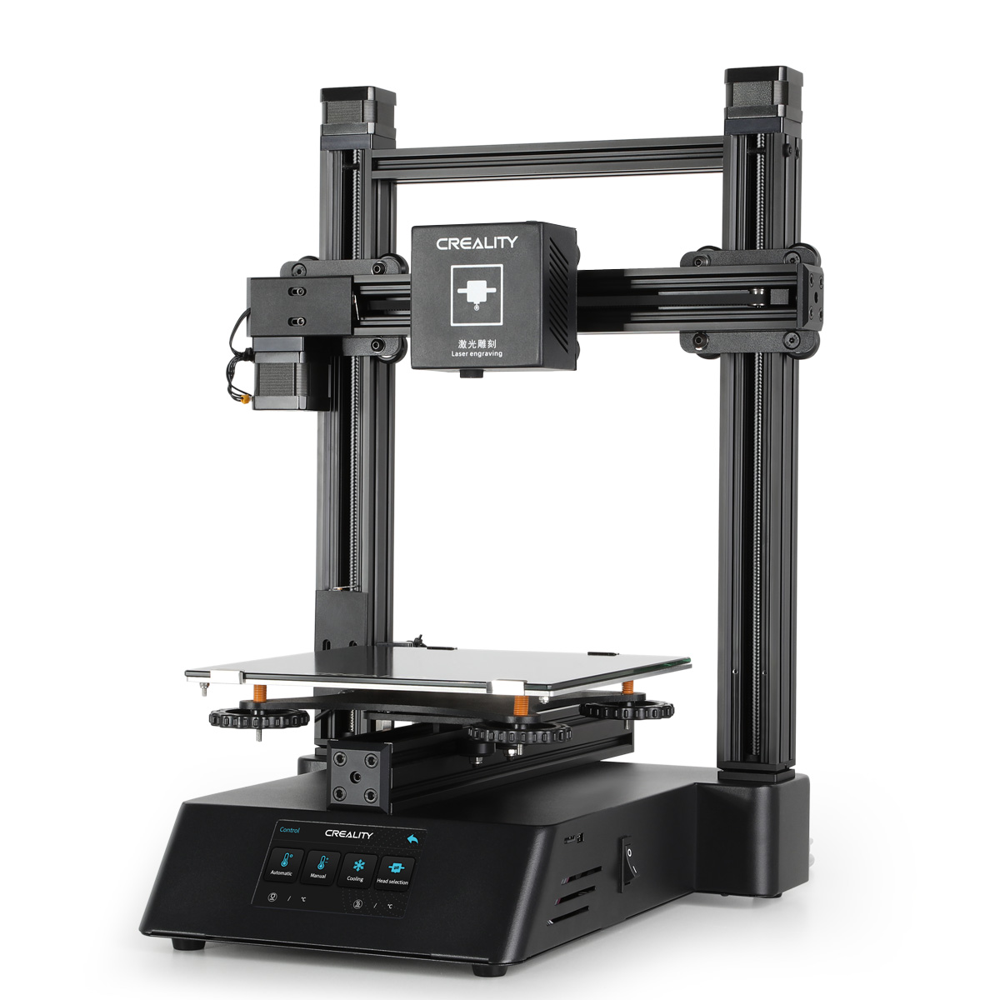 CREALITY
激光雕刻
Laser engraving
Control
CREALITY
Automatic
Manual
Cooling
Head selection
/ ℃
/ ℃